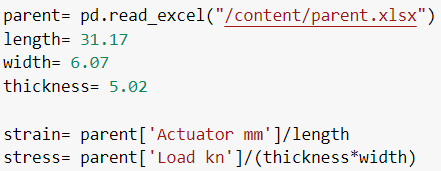 parent= pd.read_excel("/content/parent.xlsx")
length= 31.17
width= 6.07
thickness= 5.02
strain= parent['Actuator mm']/length
stress= parent['Load kn']/(thickness*width)